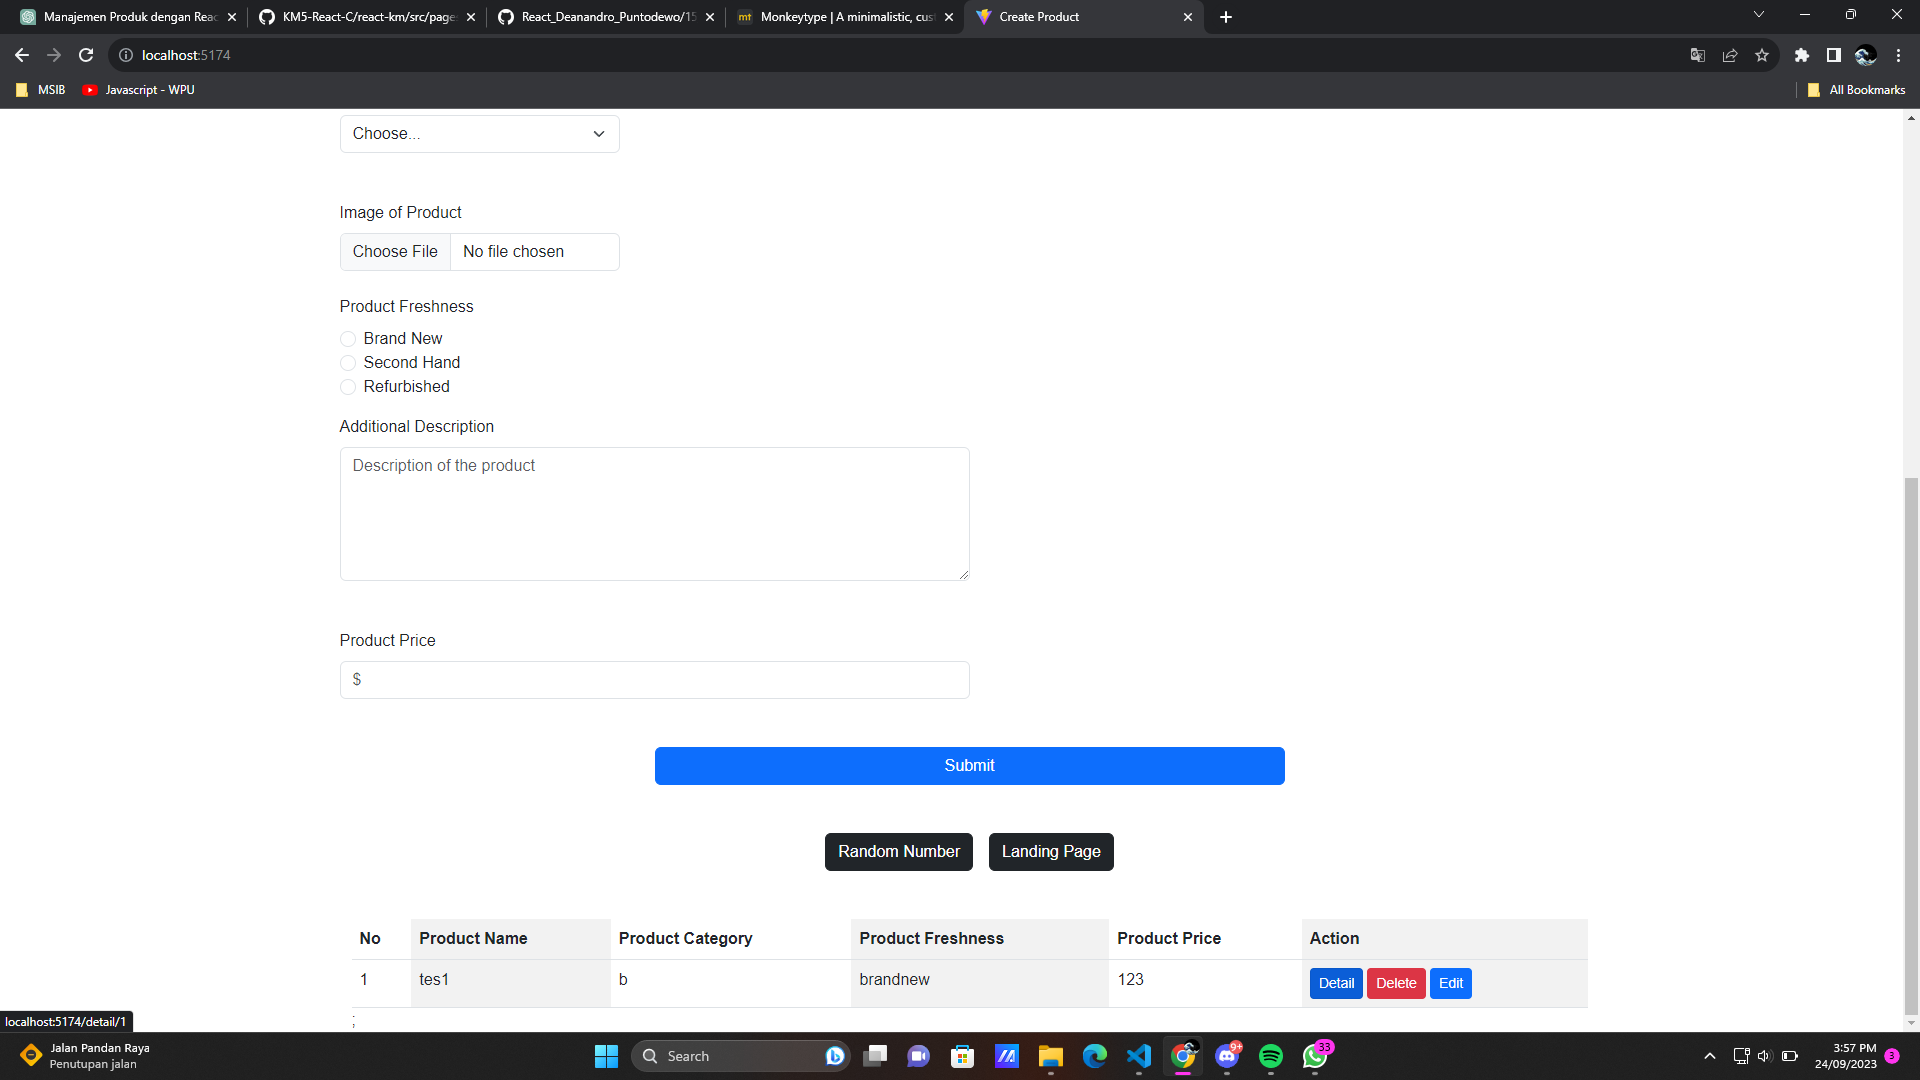 Manajemen Produk dengan Reac
KM5-React-C/react-km/src/page
React_Deanandro_Puntodewo/15
mt Monkeytype | A minimalistic, cus
Create Product
localhost:5174
MSIB
Javascript - WPU
All Bookmarks
Choose...
Image of Product
Choose File No file chosen
Product Freshness
Brand New
Second Hand
Refurbished
Additional Description
Description of the product
Product Price
$
Submit
Random Number Landing Page
No Product Name Product Category Product Freshness Product Price Action
1 tes1 b brandnew 123 Detail Delete Edit
;
localhost:5174/detail/1
Jalan Pandan Raya
Penutupan jalan
Search
9+
33
3:57 PM
24/09/2023
3